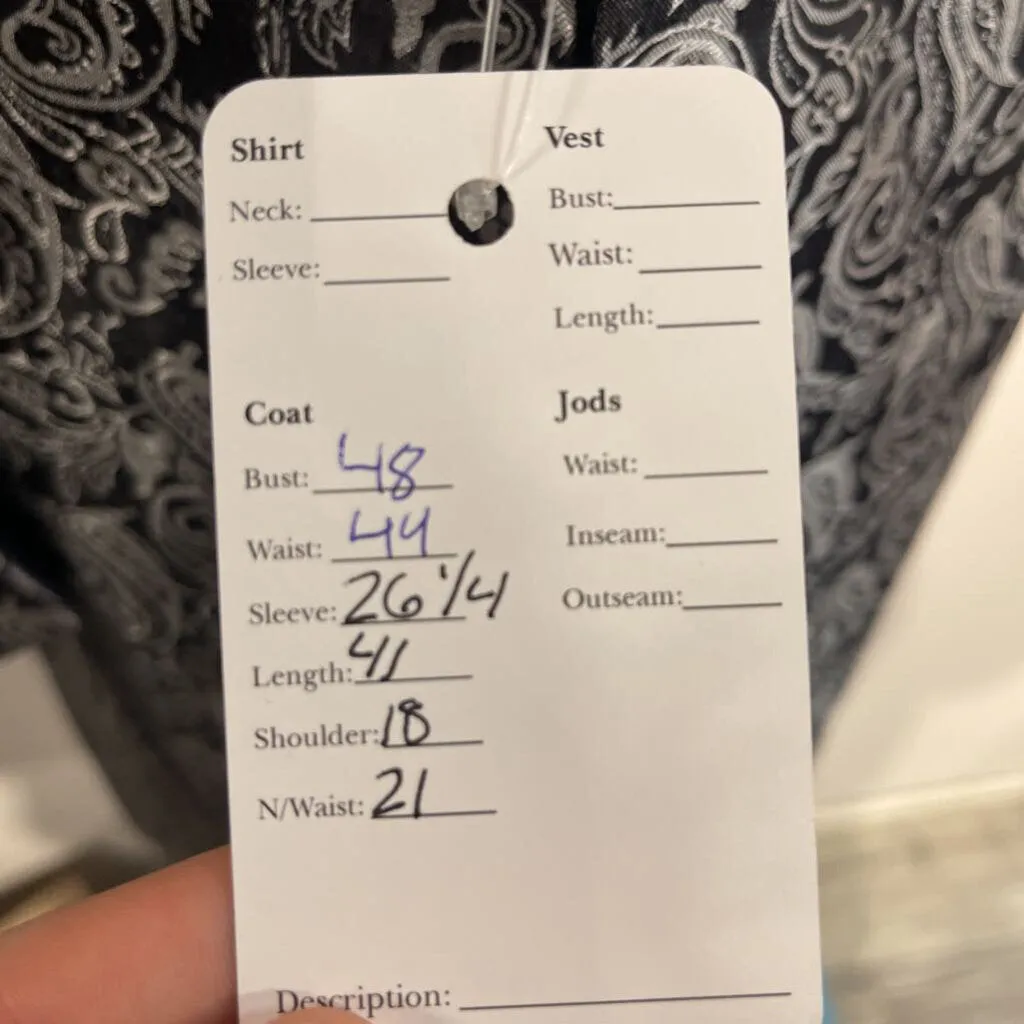 Shirt
Neck:
Sleeve:
Vest
Bust:
Waist:
Length:
Coat
Bust: 48
Waist: 44
Sleeve: 26 1/4
Length: 41
Shoulder: 18
N/Waist: 21
Jods
Waist:
Inseam:
Outseam:
Description: